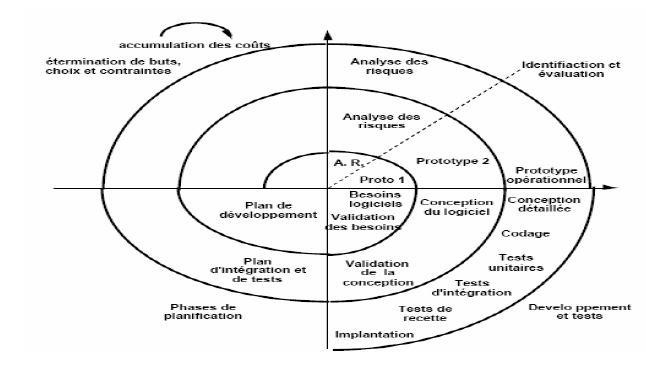 accumulation des coûts
étermination de buts,
choix et contraintes
Analyse des
risques
Identifiaction et
évaluation
Analyse des
risques
A. R.
Prototype 2
Proto 1
Prototype
opérationnel
Besoins
logiciels
Plan de
développement
Validation
des besoins
Conception
du logiciel
Conception
détaillée
Codage
Tests
unitaires
Plan
d'intégration et
de tests
Validation
de la
conception
Tests
d'intégration
Phases de
planification
Tests de
recette
Develo ppement
et tests
Implantation